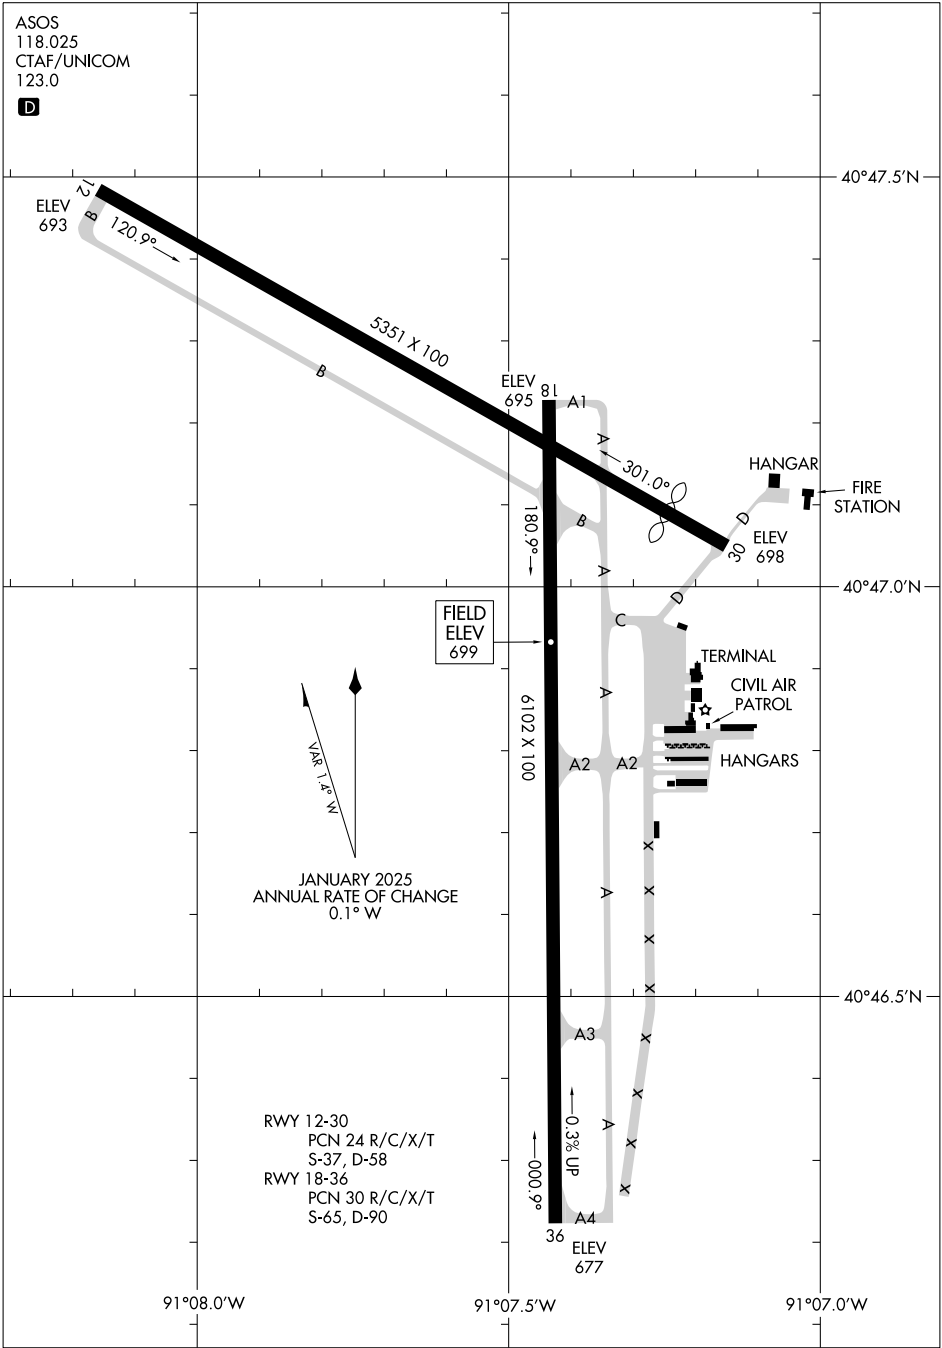 ASOS
118.025
CTAF/UNICOM
123.0
D
40°47.5'N
12
ELEV
693
B
120.9°
5351 X 100
B
ELEV
695
18
A1
A
301.0°
HANGAR
FIRE
STATION
D
180.9°
B
30
ELEV
698
A
40°47.0'N
D
C
FIELD
ELEV
699
TERMINAL
CIVIL AIR
PATROL
A
6102 X 100
VAR 1.4° W
A2
A2
HANGARS
X
JANUARY 2025
ANNUAL RATE OF CHANGE
0.1° W
A
X
X
X
40°46.5'N
A3
X
X
RWY 12-30
PCN 24 R/C/X/T
S-37, D-58
RWY 18-36
PCN 30 R/C/X/T
S-65, D-90
0.3% UP
A
X
000.9°
X
A4
36
ELEV
677
91°08.0'W
91°07.5'W
91°07.0'W